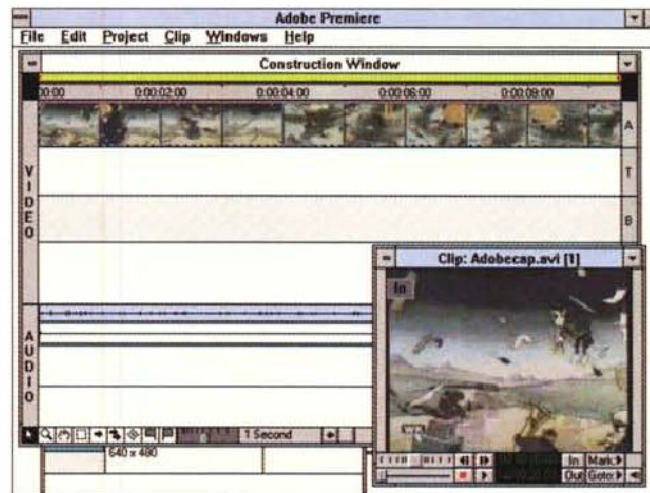 Adobe Premiere
File Edit Project Clip Windows Help
Construction Window
00:00 0:00:02:00 0:00:04:00 0:00:06:00 0:00:08:00
A
T
B
VIDEO
Clip: Adobecap.avi [1]
In
AUDIO
1 Second
640 x 480
In Mark
Out Goto